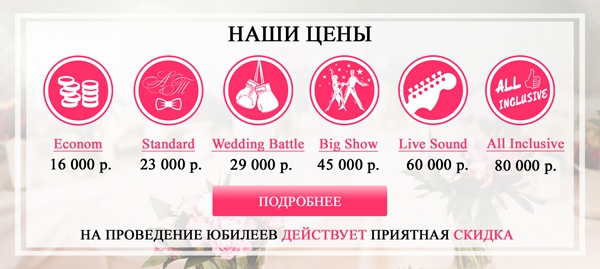 НАШИ ЦЕНЫ
АТ
ALL
INCLUSIVE
Econom Standard Wedding Battle Big Show Live Sound All Inclusive
16 000 р. 23 000 р. 29 000 р. 45 000 р. 60 000 р. 80 000 р.
ПОДРОБНЕЕ
НА ПРОВЕДЕНИЕ ЮБИЛЕЕВ ДЕЙСТВУЕТ ПРИЯТНАЯ СКИДКА